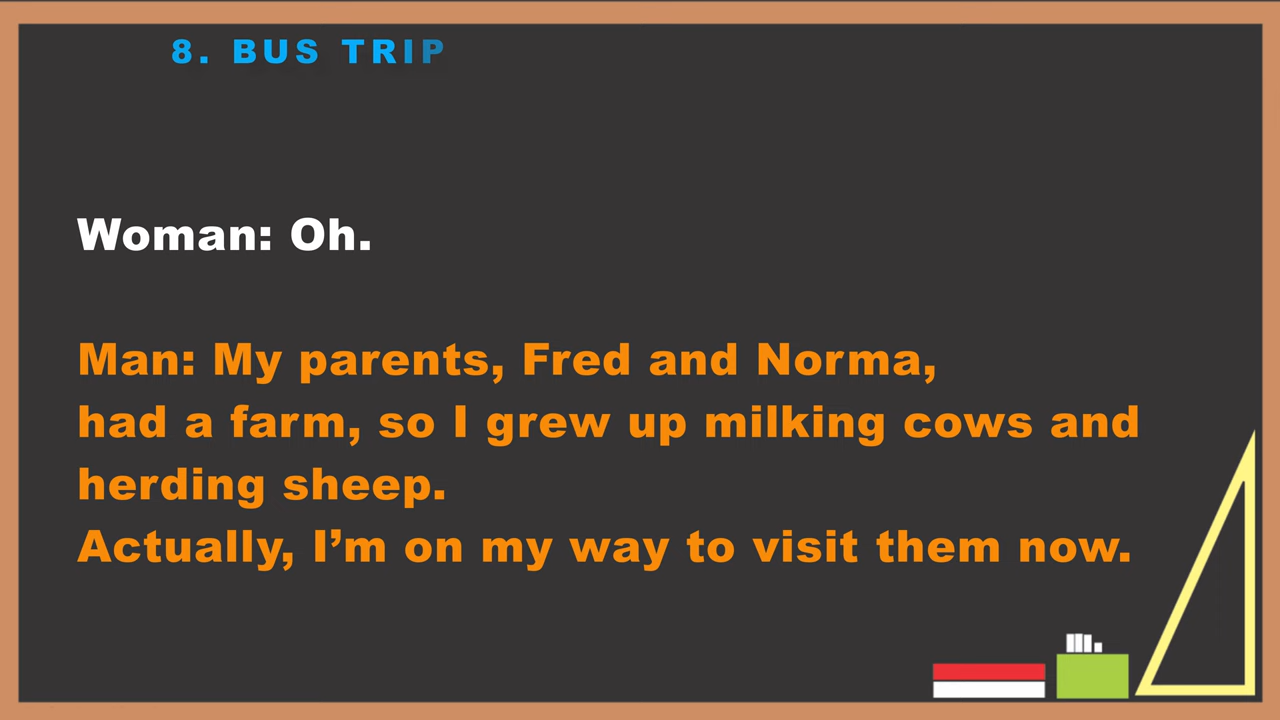 8. BUS TRIP
Woman: Oh.
Man: My parents, Fred and Norma,
had a farm, so I grew up milking cows and
herding sheep.
Actually, I’m on my way to visit them now.